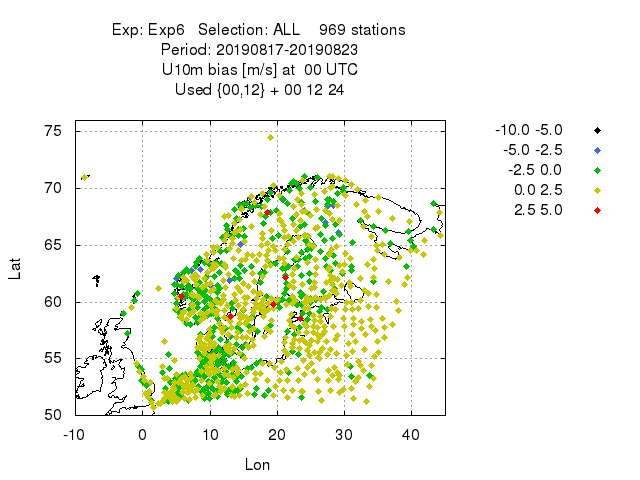 Exp: Exp6   Selection: ALL    969 stations
Period: 20190817-20190823
U10m bias [m/s] at  00 UTC
Used {00,12} + 00 12 24
75
70
65
60
55
50
Lat
-10 0 10 20 30 40
Lon
-10.0 -5.0
-5.0 -2.5
-2.5 0.0
0.0 2.5
2.5 5.0